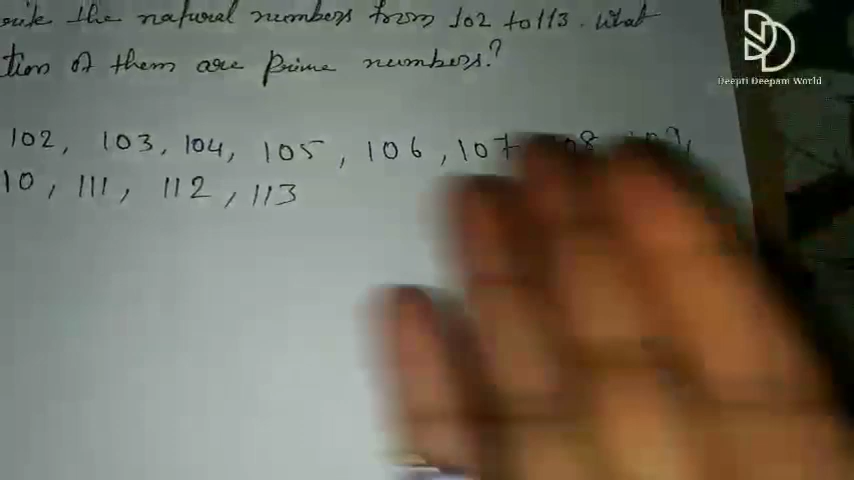 the natural numbers from 102 to 113. What
tion of them are prime numbers?
102, 103, 104, 105, 106, 107
10, 111, 112, 113
Deepti Deepam World